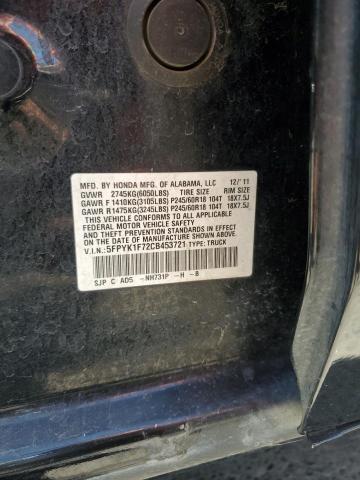 MFD. BY HONDA MFG. OF ALABAMA, LLC 12/'11
GVWR 2745KG(6050LBS) TIRE SIZE RIM SIZE
GAWR F 1410KG(3105LBS) P245/60R18 104T 18X7.5J
GAWR R1475KG(3245LBS) P245/60R18 104T 18X7.5J
THIS VEHICLE CONFORMS TO ALL APPLICABLE
FEDERAL MOTOR VEHICLE SAFETY
AND THEFT PREVENTION STANDARDS IN EFFECT
ON THE DATE OF MANUFACTURE SHOWN ABOVE.
V.I.N.: 5FPYK1F72CB453721 TYPE: TRUCK
SJP C AD5 -NH731P -H -B